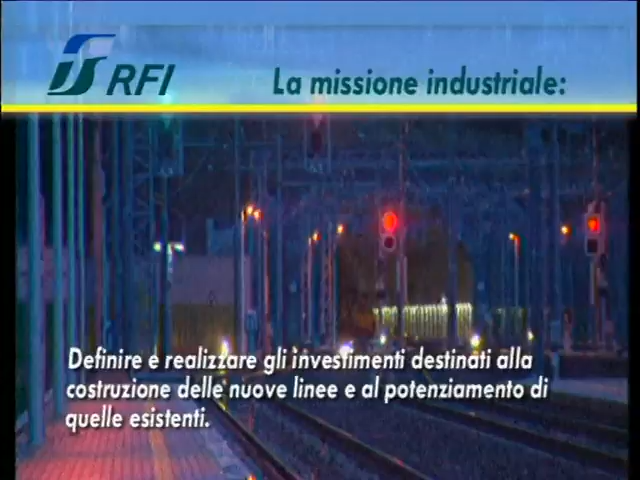 RFI
La missione industriale:
Definire e realizzare gli investimenti destinati alla
costruzione delle nuove linee e al potenziamento di
quelle esistenti.